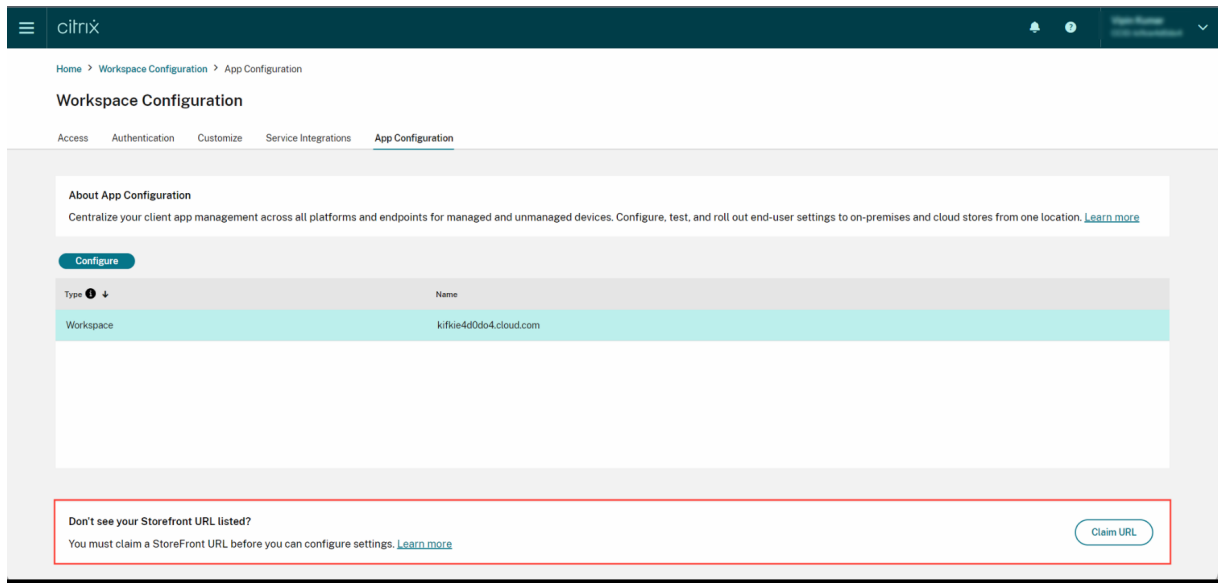 citrix
Home > Workspace Configuration > App Configuration
Workspace Configuration
Access Authentication Customize Service Integrations App Configuration
About App Configuration
Centralize your client app management across all platforms and endpoints for managed and unmanaged devices. Configure, test, and roll out end-user settings to on-premises and cloud stores from one location. Learn more
Configure
Type Name
Workspace kifkie4d0do4.cloud.com
Don't see your Storefront URL listed?
You must claim a StoreFront URL before you can configure settings. Learn more
Claim URL